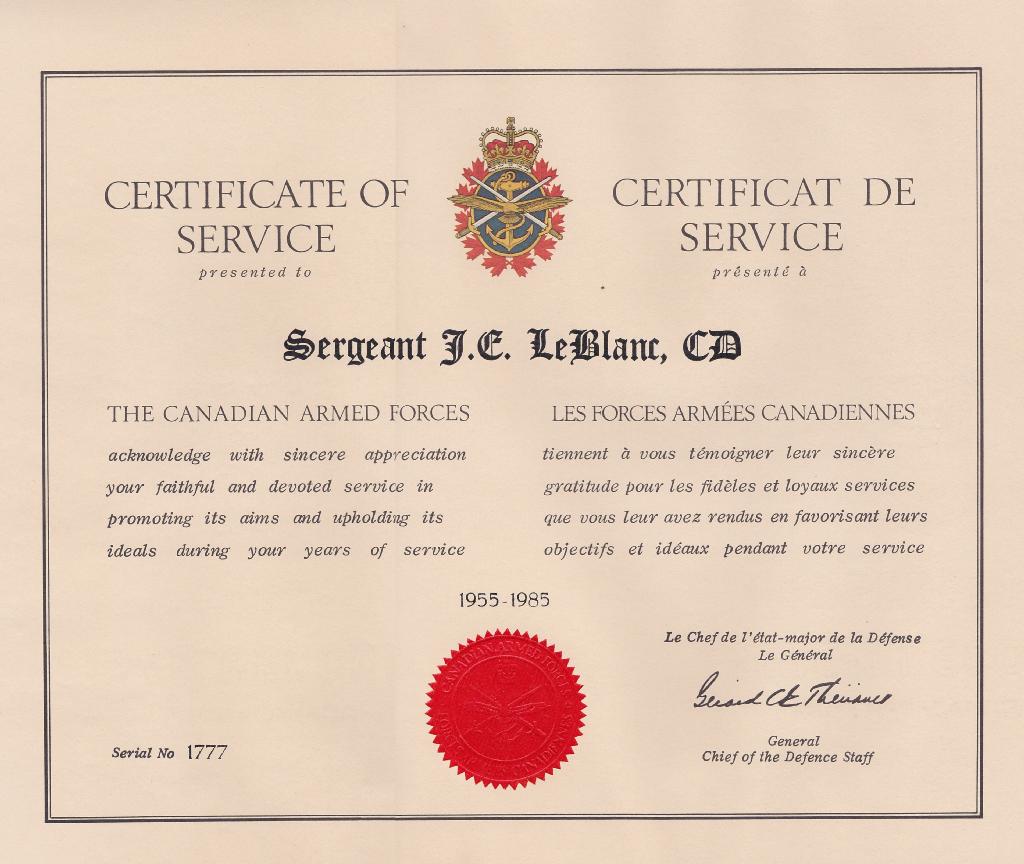 CERTIFICATE OF
SERVICE
presented to
CERTIFICAT DE
SERVICE
présenté à
Sergeant J.E. LeBlanc, CD
THE CANADIAN ARMED FORCES
acknowledge with sincere appreciation
your faithful and devoted service in
promoting its aims and upholding its
ideals during your years of service
LES FORCES ARMÉES CANADIENNES
tiennent à vous témoigner leur sincère
gratitude pour les fidèles et loyaux services
que vous leur avez rendus en favorisant leurs
objectifs et idéaux pendant votre service
1955-1985
CANADIAN ARMED FORCES
Le Chef de l'état-major de la Défense
Le Général
General
Chief of the Defence Staff
Serial No 1777